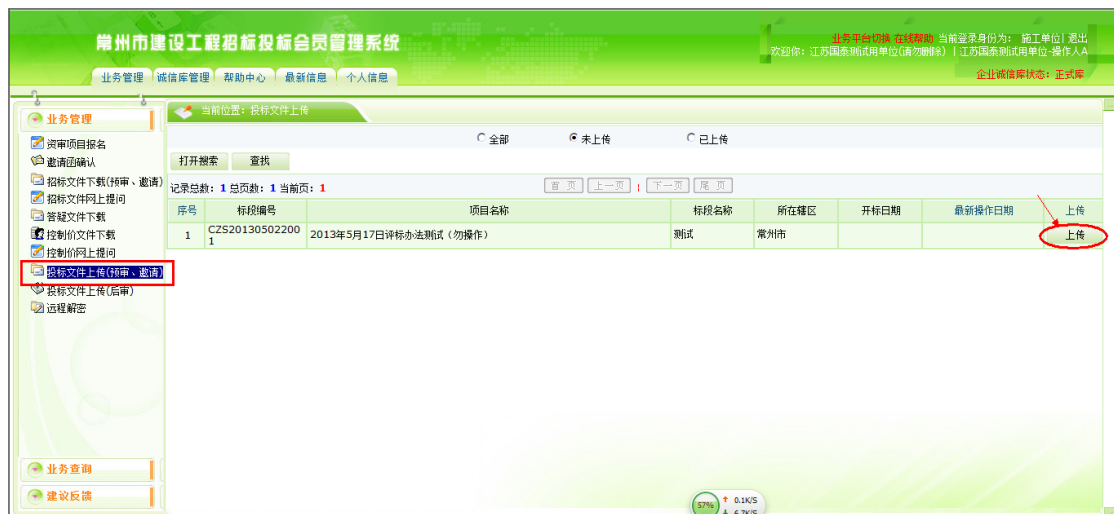 常州市建设工程招标投标会员管理系统
业务平台切换 在线帮助 当前登录身份为: 施工单位| 退出
欢迎你: 江苏国泰测试用单位(请勿删除) | 江苏国泰测试用单位-操作人A
业务管理 诚信库管理 帮助中心 最新信息 个人信息
企业诚信库状态: 正式库
业务管理
当前位置: 投标文件上传
资审项目报名
邀请函确认
招标文件下载(预审、邀请)
招标文件网上提问
答疑文件下载
控制价文件下载
控制价网上提问
投标文件上传(预审、邀请)
投标文件上传(后审)
远程解密
全部 未上传 已上传
打开搜索 查找
记录总数: 1 总页数: 1 当前页: 1
首 页 上一页 下一页 尾 页
序号 标段编号 项目名称 标段名称 所在辖区 开标日期 最新操作日期 上传
1 CZS201305022001 2013年5月17日评标办法测试(勿操作) 测试 常州市 上传
业务查询
建议反馈
57% 0.1K/S
6.7K/S